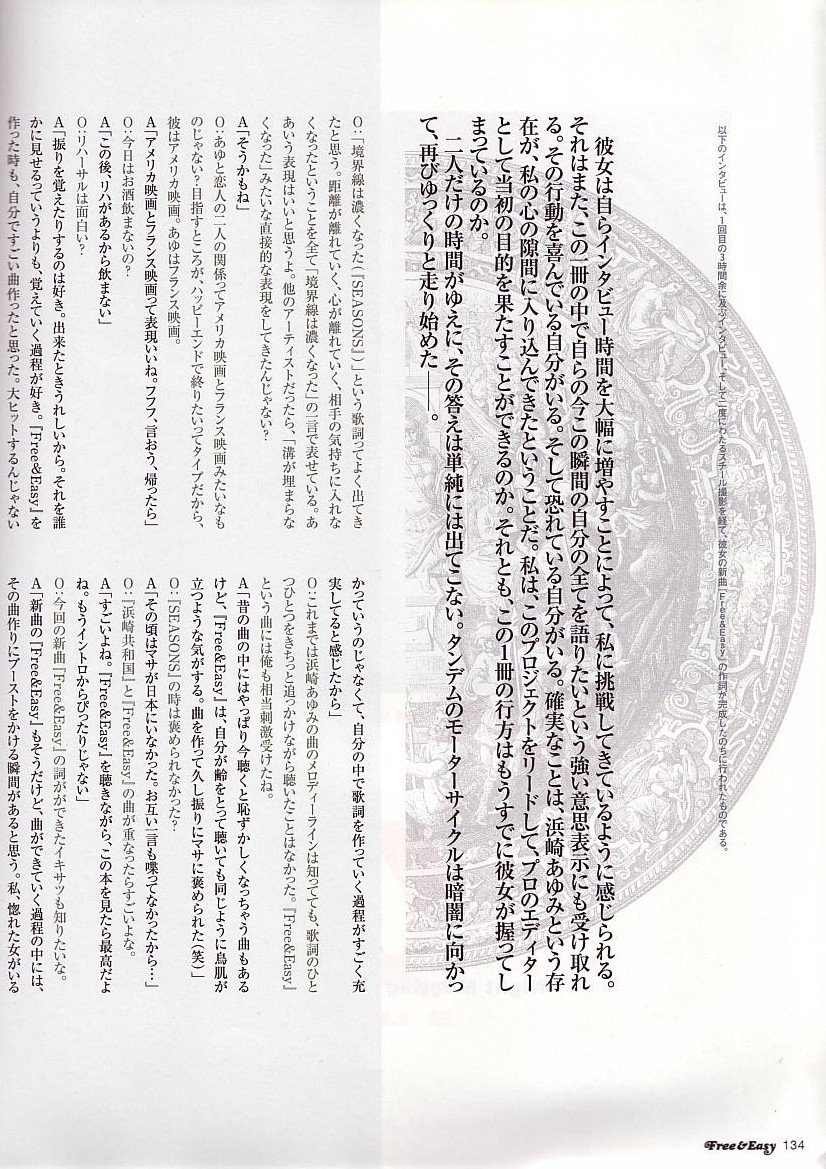 以下のインタビューは、1回目の3時間余に及ぶインタビュー、そして二度にわたるスチール撮影を経て、彼女の新曲「Free&Easy」の作詞が完成したのちに行われたものである。
彼女は自らインタビュー時間を大幅に増やすことによって、私に挑戦してきているように感じられる。
それはまた、この一冊の中で自らの今この瞬間の自分の全てを語りたいという強い意思表示にも受け取れ
る。その行動を喜んでいる自分がいる。そして恐れている自分がいる。確実なことは、浜崎あゆみという存
在が、私の心の隙間に入り込んできたということだ。私は、このプロジェクトをリードして、プロのエディター
として当初の目的を果たすことができるのか。それとも、この1冊の行方はもうすでに彼女が握ってし
まっているのか。
二人だけの時間がゆえに、その答えは単純には出てこない。タンデムのモーターサイクルは暗闇に向かっ
て、再びゆっくりと走り始めた――。
O:「境界線は濃くなった(『SEASONS』)」という歌詞ってよく出てき
たと思う。距離が離れていく、心が離れていく、相手の気持ちに入れな
くなったということを全て「境界線は濃くなった」の一言で表せている。あ
あいう表現はいいと思うよ。他のアーティストだったら、「溝が埋まらな
くなった」みたいな直接的な表現をしてきたんじゃない?
A「そうかもね」
O:あゆと恋人の二人の関係ってアメリカ映画とフランス映画みたいなも
のじゃない?目指すところが、ハッピーエンドで終りたいってタイプだから、
彼はアメリカ映画。あゆはフランス映画。
A「アメリカ映画とフランス映画って表現いいね。フフフ、言おう、帰ったら」
O:今日はお酒飲まないの?
A「この後、リハがあるから飲まない」
O:リハーサルは面白い?
A「振りを覚えたりするのは好き。出来たときうれしいから。それを誰
かに見せるっていうよりも、覚えていく過程が好き。『Free&Easy』を
作った時も、自分ですごい曲作ったと思った。大ヒットするんじゃない
かっていうのじゃなくて、自分の中で歌詞を作っていく過程がすごく充
実してると感じたから」
O:これまでは浜崎あゆみの曲のメロディーラインは知ってても、歌詞のひと
つひとつをきちっと追っかけながら聴いたことはなかった。『Free&Easy』
という曲には俺も相当刺激受けたね。
A「昔の曲の中にはやっぱり今聴くと恥ずかしくなっちゃう曲もある
けど、『Free&Easy』は、自分が齢をとって聴いても同じように鳥肌が
立つような気がする。曲を作って久し振りにマサに褒められた(笑)」
O:『SEASONS』の時は褒められなかった?
A「その頃はマサが日本にいなかった。お互い一言も喋ってなかったから…」
O:『浜崎共和国』と『Free&Easy』の曲が重なったらすごいよな。
A「すごいよね。『Free&Easy』を聴きながら、この本を見たら最高だよ
ね。もうイントロからぴったりじゃない」
O:今回の新曲『Free&Easy』の詞がができたイキサツも知りたいな。
A「新曲の『Free&Easy』もそうだけど、曲ができていく過程の中には、
その曲作りにブーストをかける瞬間があると思う。私、惚れた女がいる
Free&Easy 134